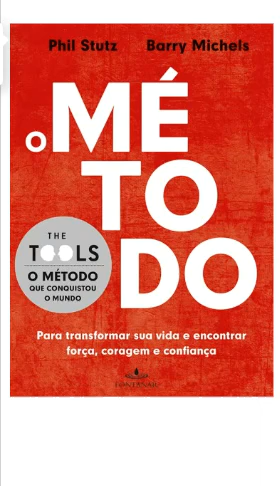 Phil Stutz Barry Michels
O MÉ
TO
DO
THE
TOOLS
O MÉTODO
QUE CONQUISTOU
O MUNDO
Para transformar sua vida e encontrar
força, coragem e confiança